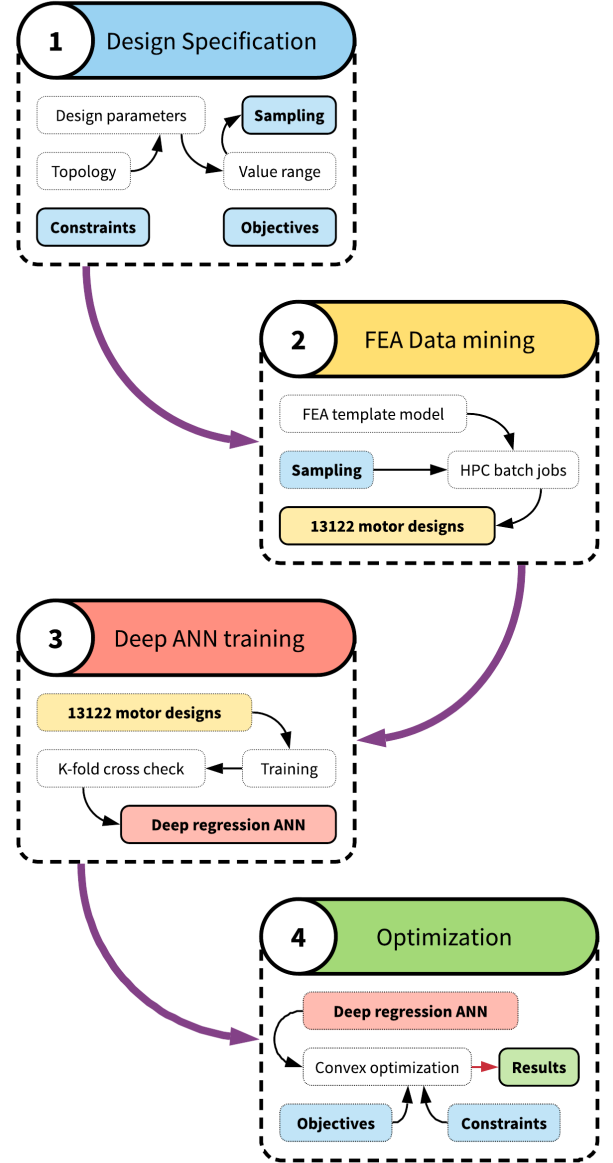 1
Design Specification
Design parameters
Sampling
Topology
Value range
Constraints
Objectives
2
FEA Data mining
FEA template model
Sampling
HPC batch jobs
13122 motor designs
3
Deep ANN training
13122 motor designs
K-fold cross check
Training
Deep regression ANN
4
Optimization
Deep regression ANN
Convex optimization
Results
Objectives
Constraints